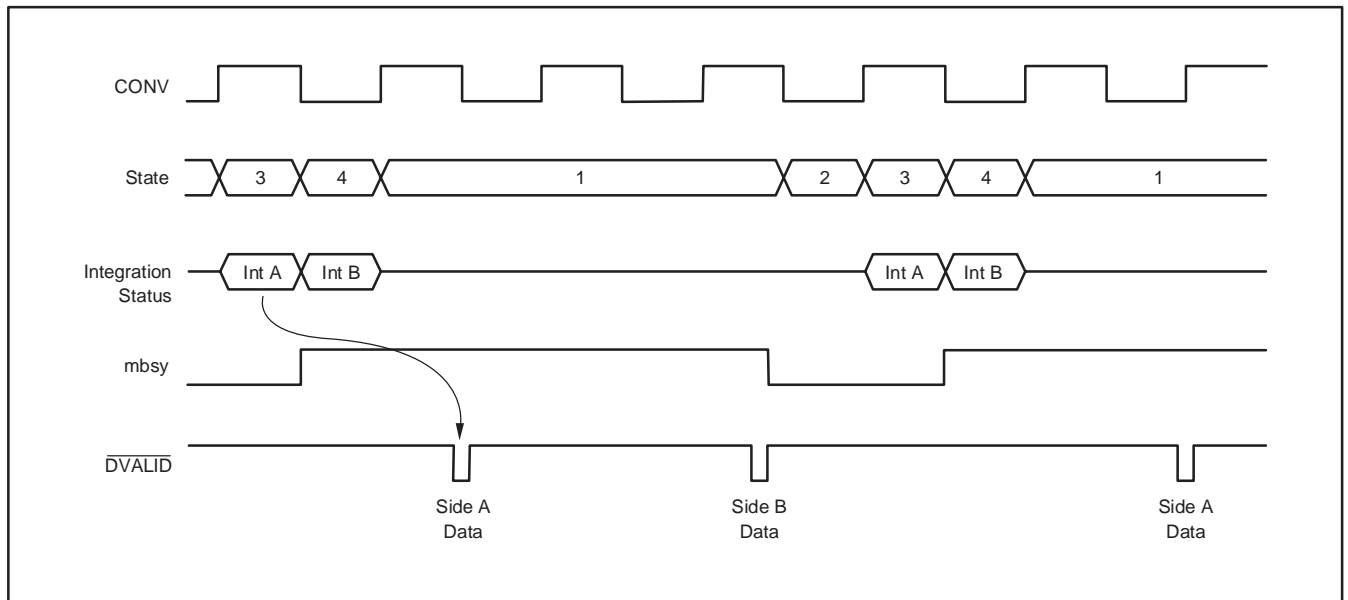 CONV
State
3
4
1
2
3
4
1
Integration
Status
Int A
Int B
Int A
Int B
mbsy
DVALID
Side A
Data
Side B
Data
Side A
Data